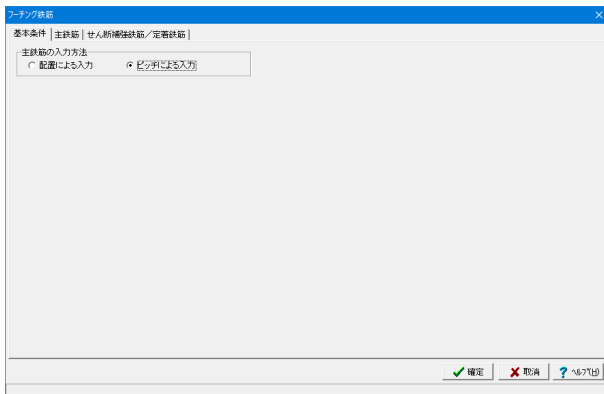 フーチング鉄筋
基本条件 主鉄筋 せん断補強鉄筋／定着鉄筋
主鉄筋の入力方法
配置による入力 ピッチによる入力
確定 取消 ヘルプ(H)